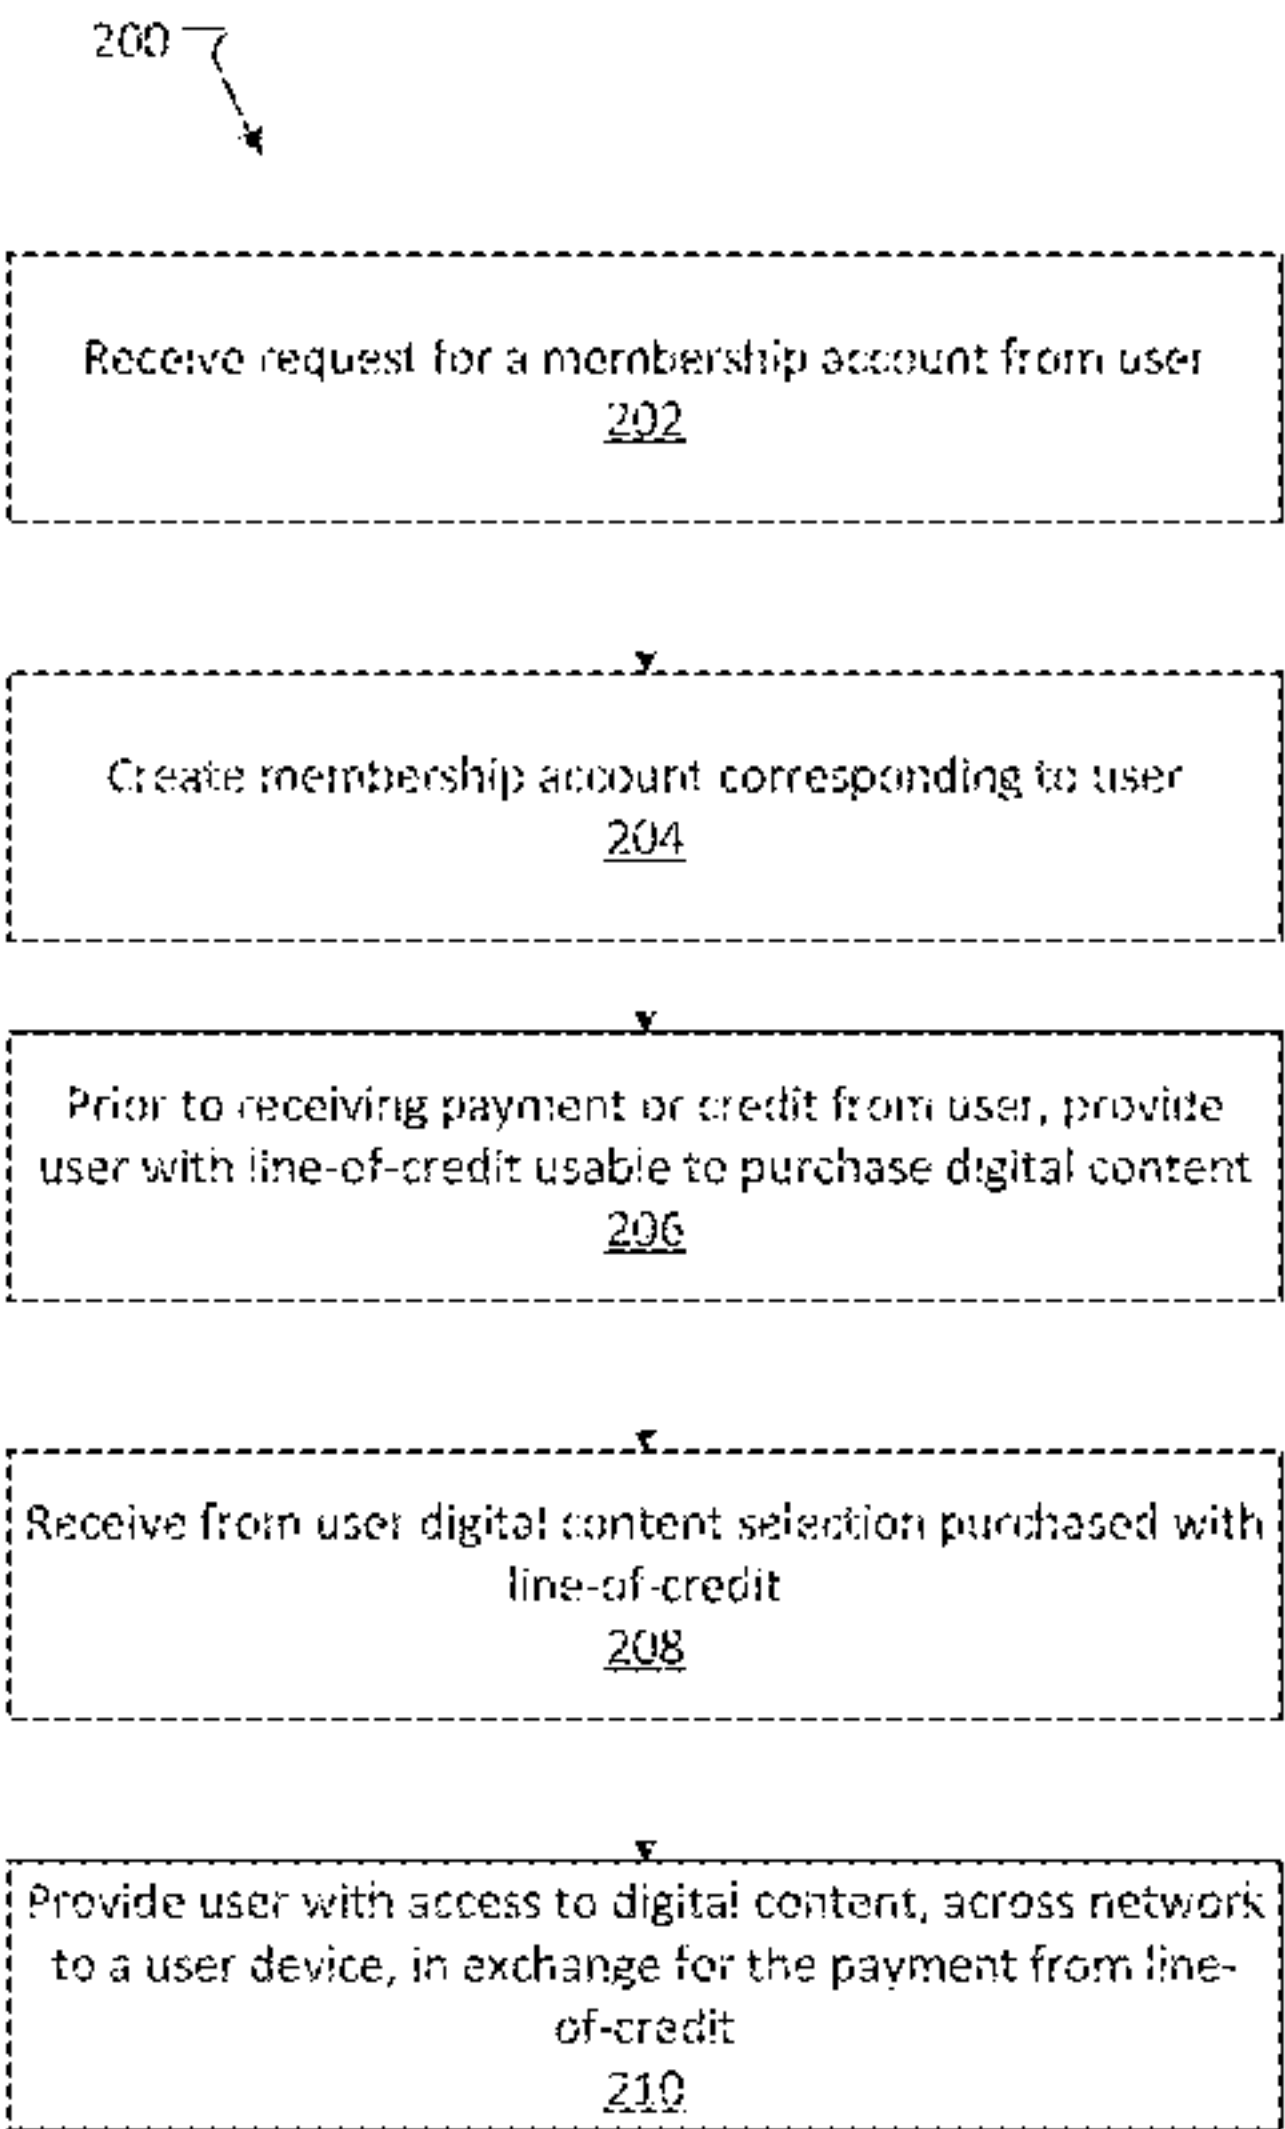 200
Receive request for a membership account from user
202
Create membership account corresponding to user
204
Prior to receiving payment or credit from user, provide
user with line-of-credit usable to purchase digital content
206
Receive from user digital content selection purchased with
line-of-credit
208
Provide user with access to digital content, across network
to a user device, in exchange for the payment from line-
of-credit
210